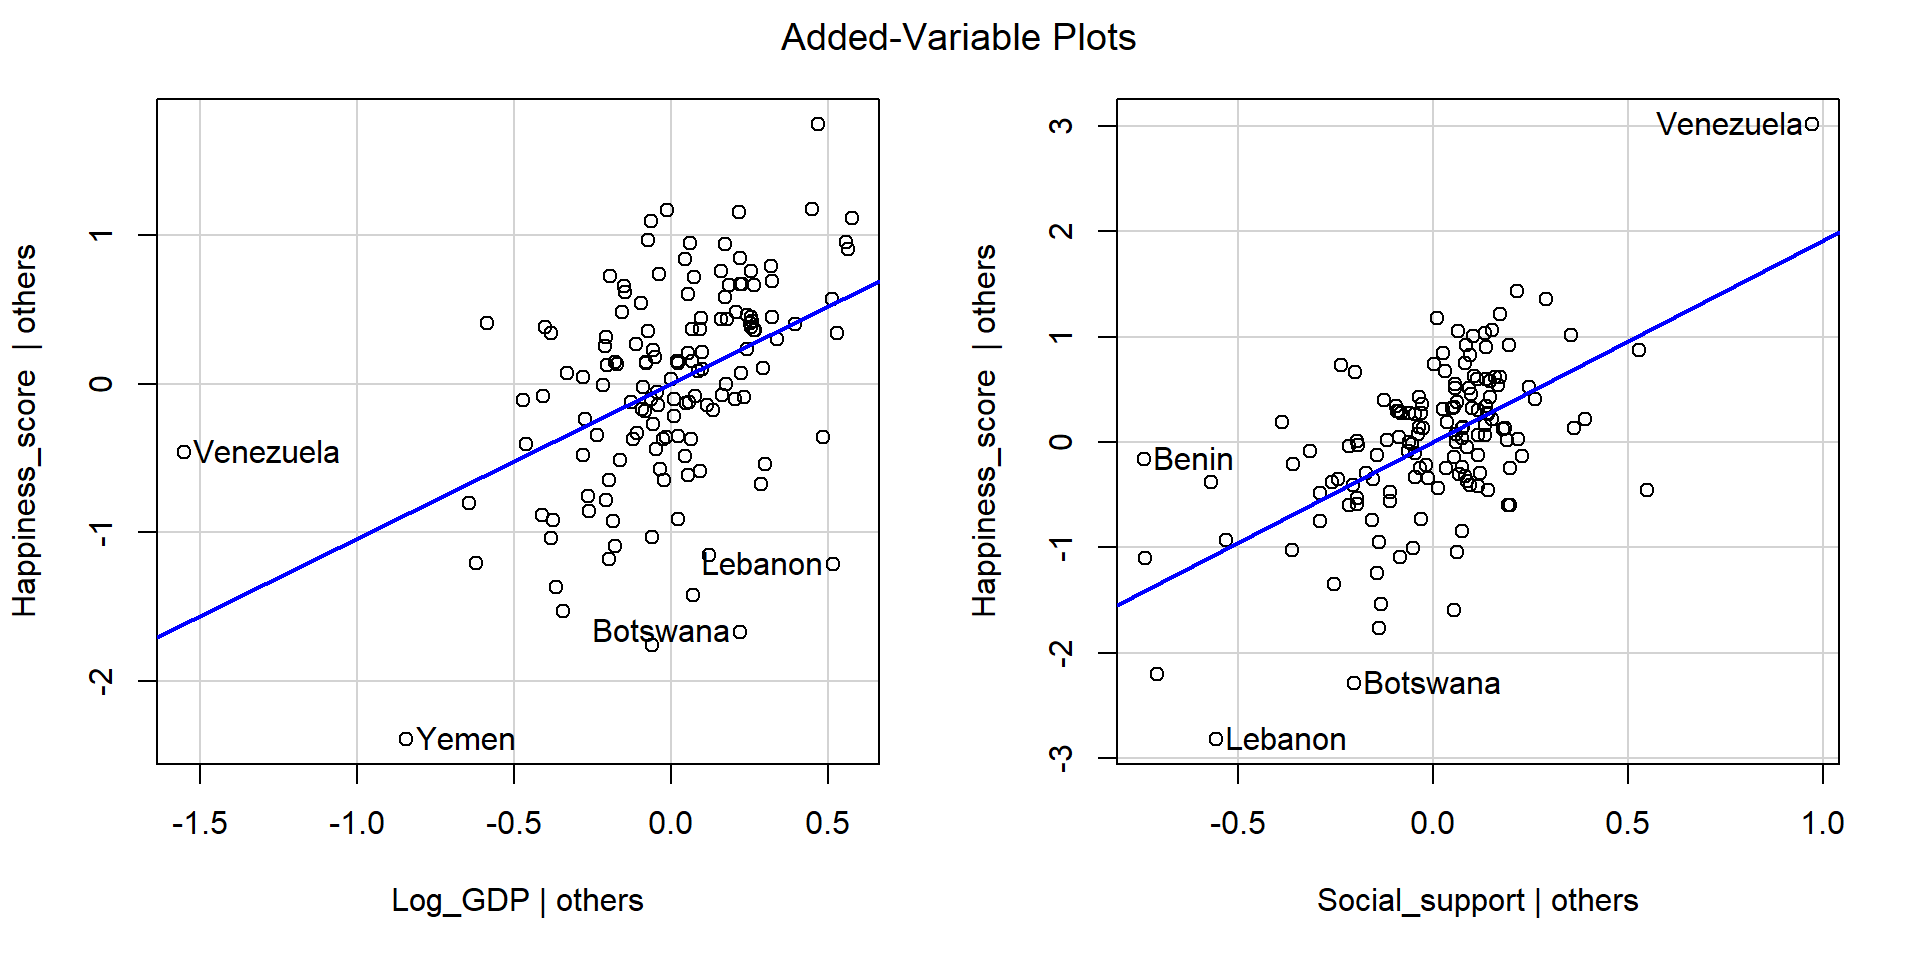 Added-Variable Plots
Happiness_score | others
1
0
-1
-2
Venezuela
Lebanon
Botswana
Yemen
-1.5 -1.0 -0.5 0.0 0.5
Log_GDP | others
Happiness_score | others
3
2
1
0
-1
-2
-3
Venezuela
Benin
Botswana
Lebanon
-0.5 0.0 0.5 1.0
Social_support | others